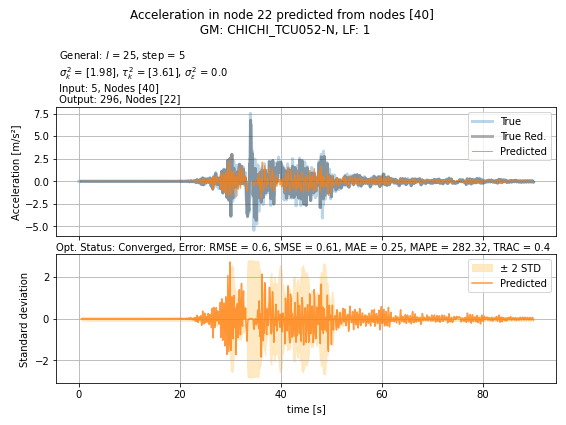 Acceleration in node 22 predicted from nodes [40]
GM: CHICHI_TCU052-N, LF: 1
General: l = 25, step = 5
σ²_k = [1.98], τ²_k = [3.61], σ²_ε = 0.0
Input: 5, Nodes [40]
Output: 296, Nodes [22]
Acceleration [m/s²]
7.5
5.0
2.5
0.0
−2.5
−5.0
True
True Red.
Predicted
Opt. Status: Converged, Error: RMSE = 0.6, SMSE = 0.61, MAE = 0.25, MAPE = 282.32, TRAC = 0.4
Standard deviation
2
0
−2
± 2 STD
Predicted
0 20 40 60 80
time [s]